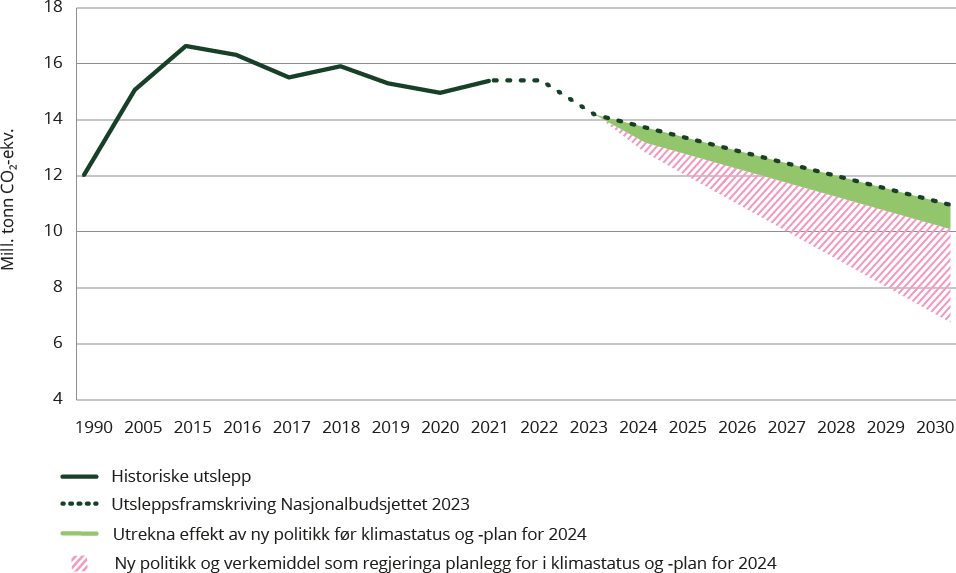 18
16
14
12
10
8
6
4
Mill. tonn CO₂-ekv.
1990 2005 2015 2016 2017 2018 2019 2020 2021 2022 2023 2024 2025 2026 2027 2028 2029 2030
Historiske utslepp
Utsleppsframskriving Nasjonalbudsjettet 2023
Utrekna effekt av ny politikk før klimastatus og -plan for 2024
Ny politikk og verkemiddel som regjeringa planlegg for i klimastatus og -plan for 2024